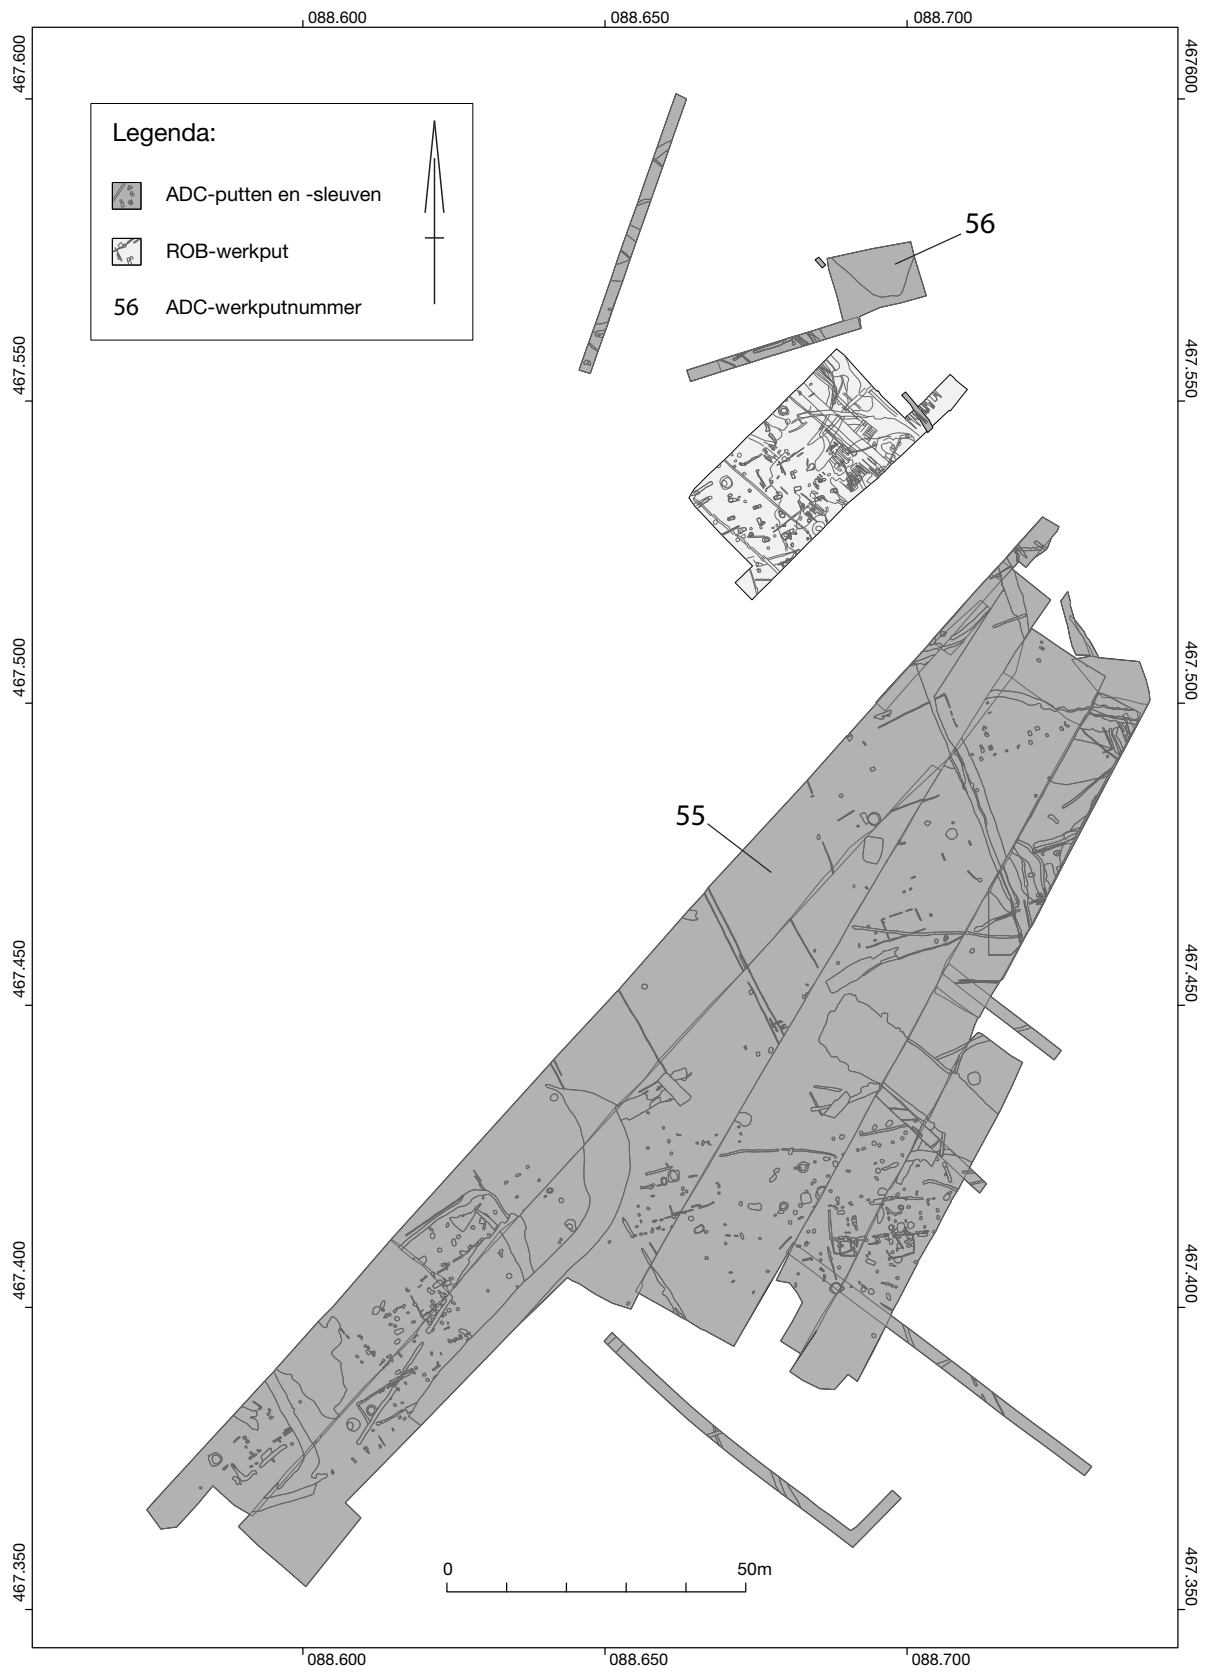 088.600 088.650 088.700
467.600 467600
Legenda:
ADC-putten en -sleuven
ROB-werkput
56 ADC-werkputnummer
56
467.550 467.550
467.500 467.500
55
467.450 467.450
467.400 467.400
0 50m
467.350 467.350
088.600 088.650 088.700